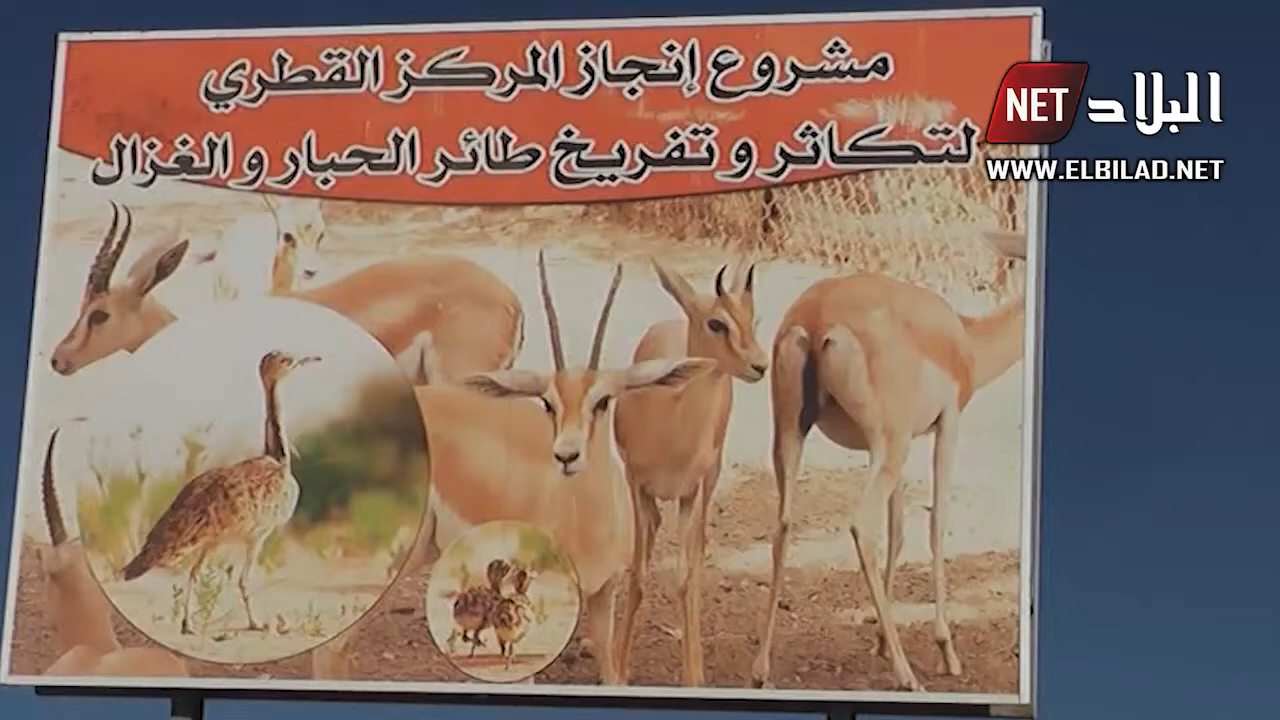 مشروع إنجاز المركز القطري
لتكاثر و تفريخ طائر الحبار و الغزال
البلاد NET
WWW.ELBILAD.NET